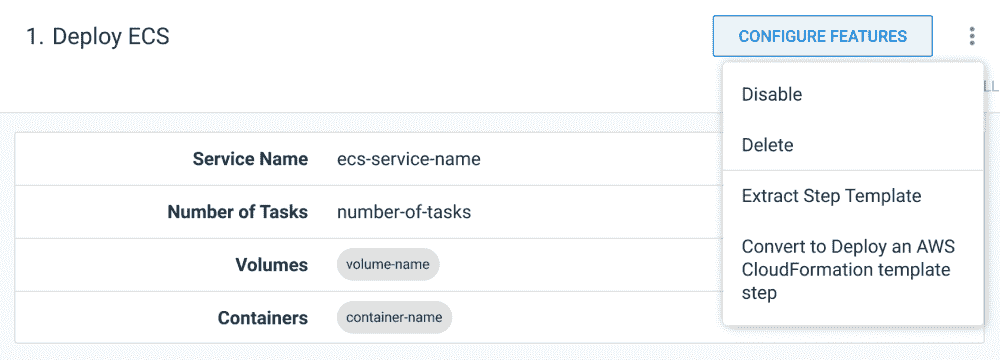 1. Deploy ECS
CONFIGURE FEATURES
Disable
LL
Delete
Service Name ecs-service-name
Extract Step Template
Number of Tasks number-of-tasks
Convert to Deploy an AWS
CloudFormation template
step
Volumes volume-name
Containers container-name